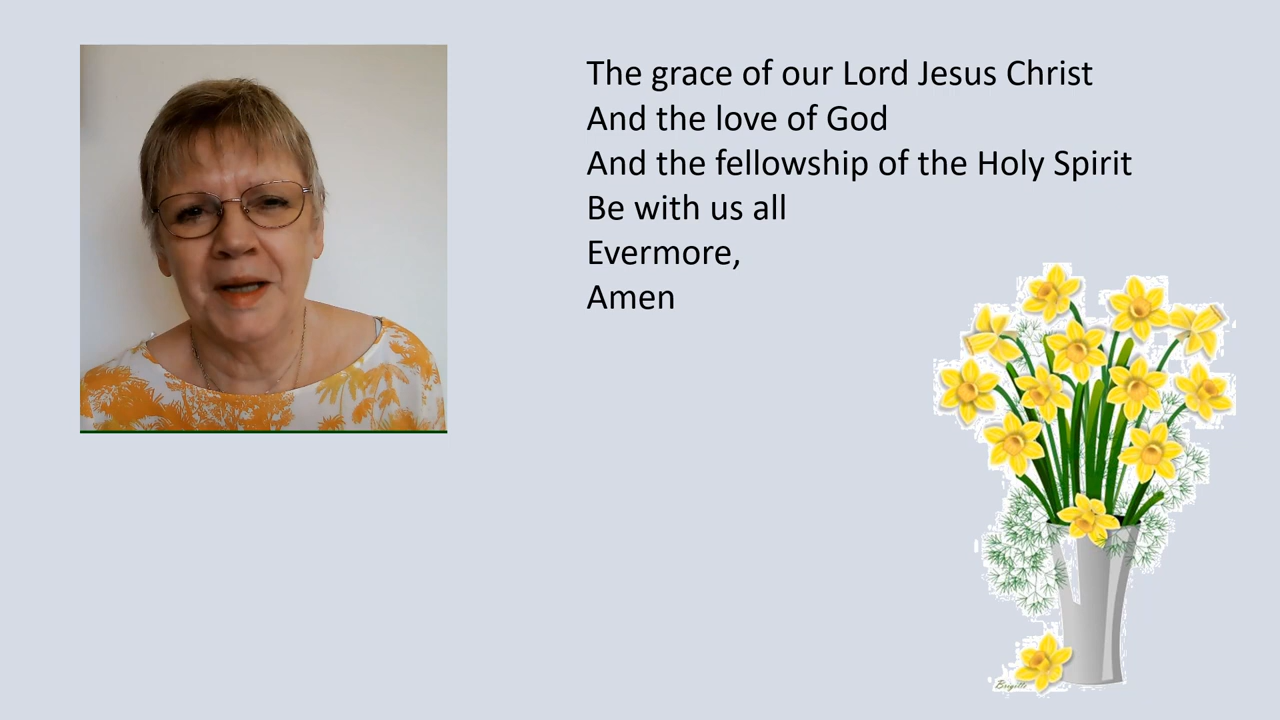 The grace of our Lord Jesus Christ
And the love of God
And the fellowship of the Holy Spirit
Be with us all
Evermore,
Amen
Brigitte